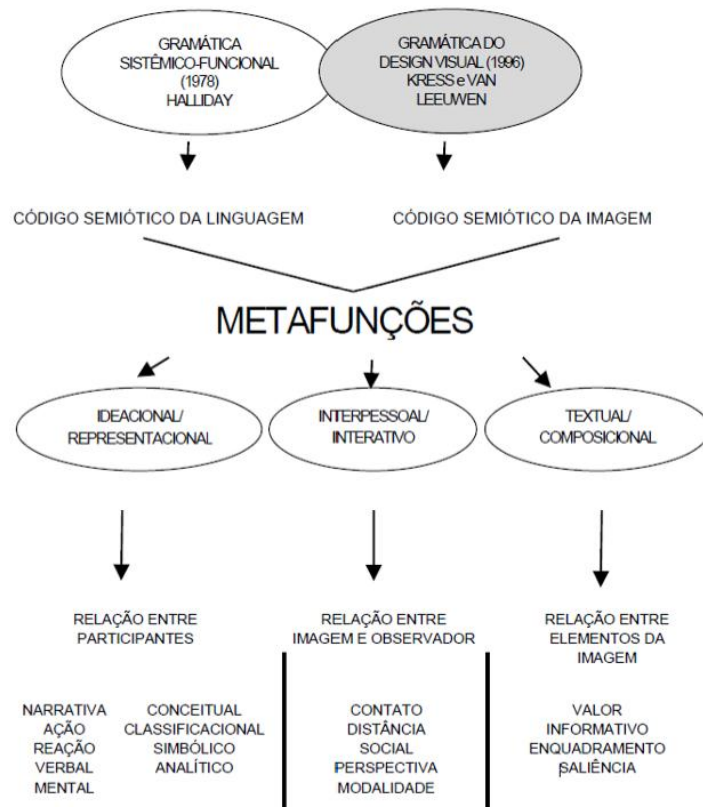 GRAMÁTICA
SISTÊMICO-FUNCIONAL
(1978)
HALLIDAY
GRAMÁTICA DO
DESIGN VISUAL (1996)
KRESS e VAN
LEEUWEN
CÓDIGO SEMIÓTICO DA LINGUAGEM
CÓDIGO SEMIÓTICO DA IMAGEM
METAFUNÇÕES
IDEACIONAL/
REPRESENTACIONAL
INTERPESSOAL/
INTERATIVO
TEXTUAL/
COMPOSICIONAL
RELAÇÃO ENTRE
PARTICIPANTES
RELAÇÃO ENTRE
IMAGEM E OBSERVADOR
RELAÇÃO ENTRE
ELEMENTOS DA
IMAGEM
NARRATIVA
AÇÃO
REAÇÃO
VERBAL
MENTAL
CONCEITUAL
CLASSIFICACIONAL
SIMBÓLICO
ANALÍTICO
CONTATO
DISTÂNCIA
SOCIAL
PERSPECTIVA
MODALIDADE
VALOR
INFORMATIVO
ENQUADRAMENTO
SALIÊNCIA